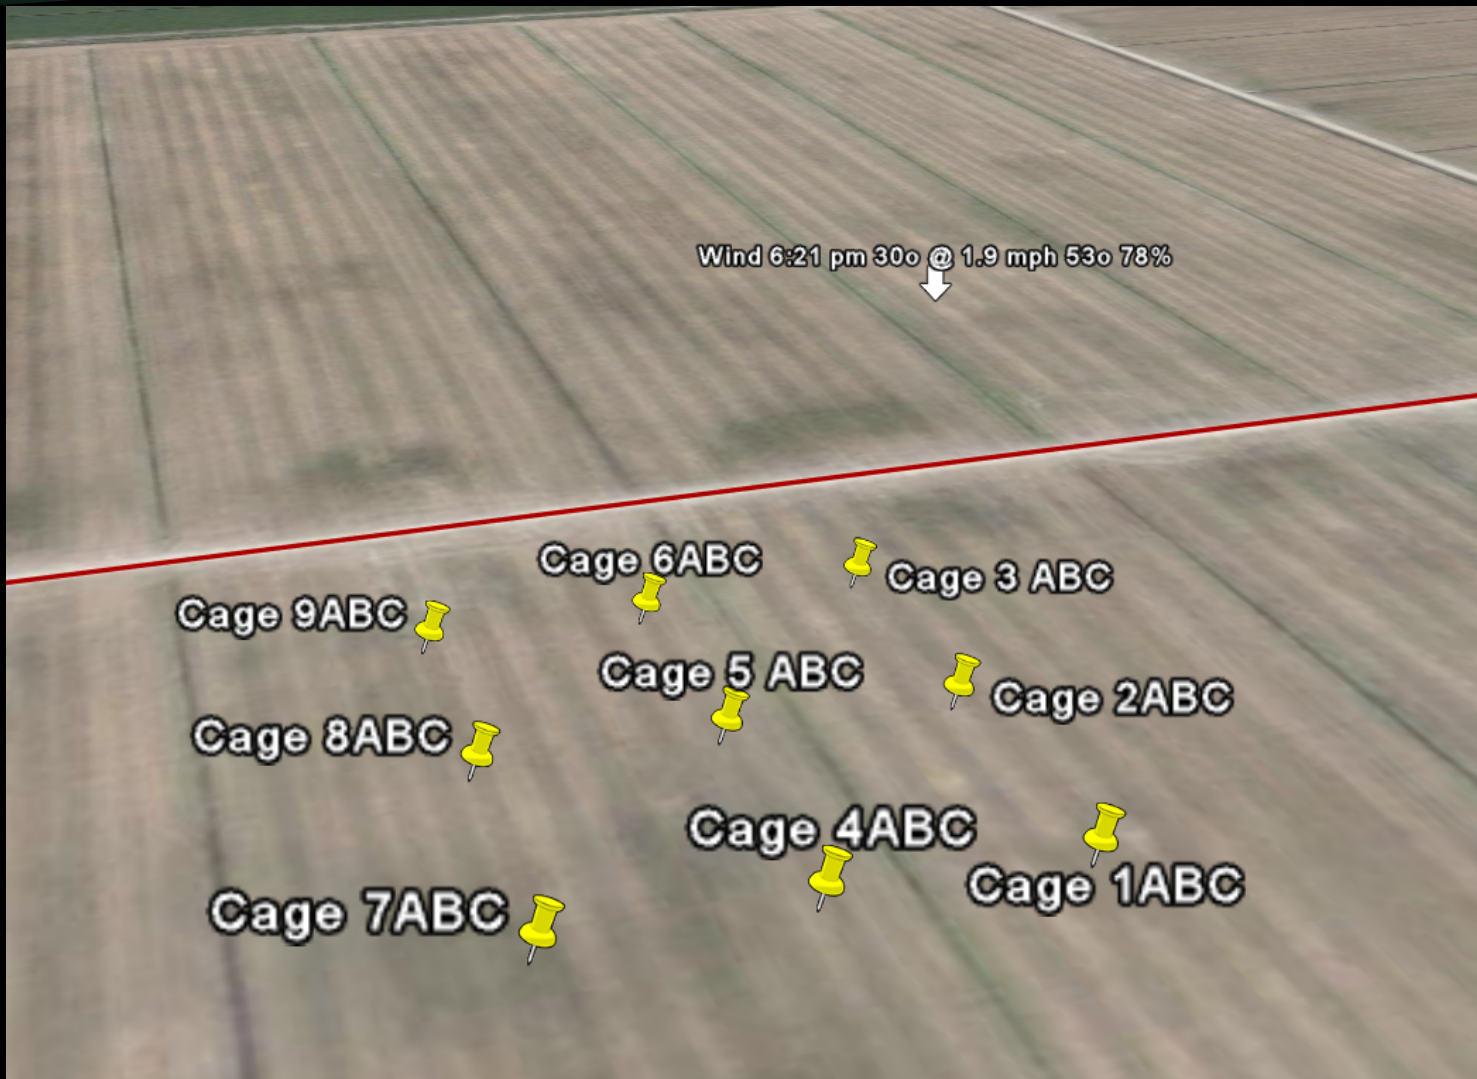 Wind 6:21 pm 30o @ 1.9 mph 53o 78%
Cage 6ABC
Cage 3 ABC
Cage 9ABC
Cage 5 ABC
Cage 2ABC
Cage 8ABC
Cage 4ABC
Cage 1ABC
Cage 7ABC